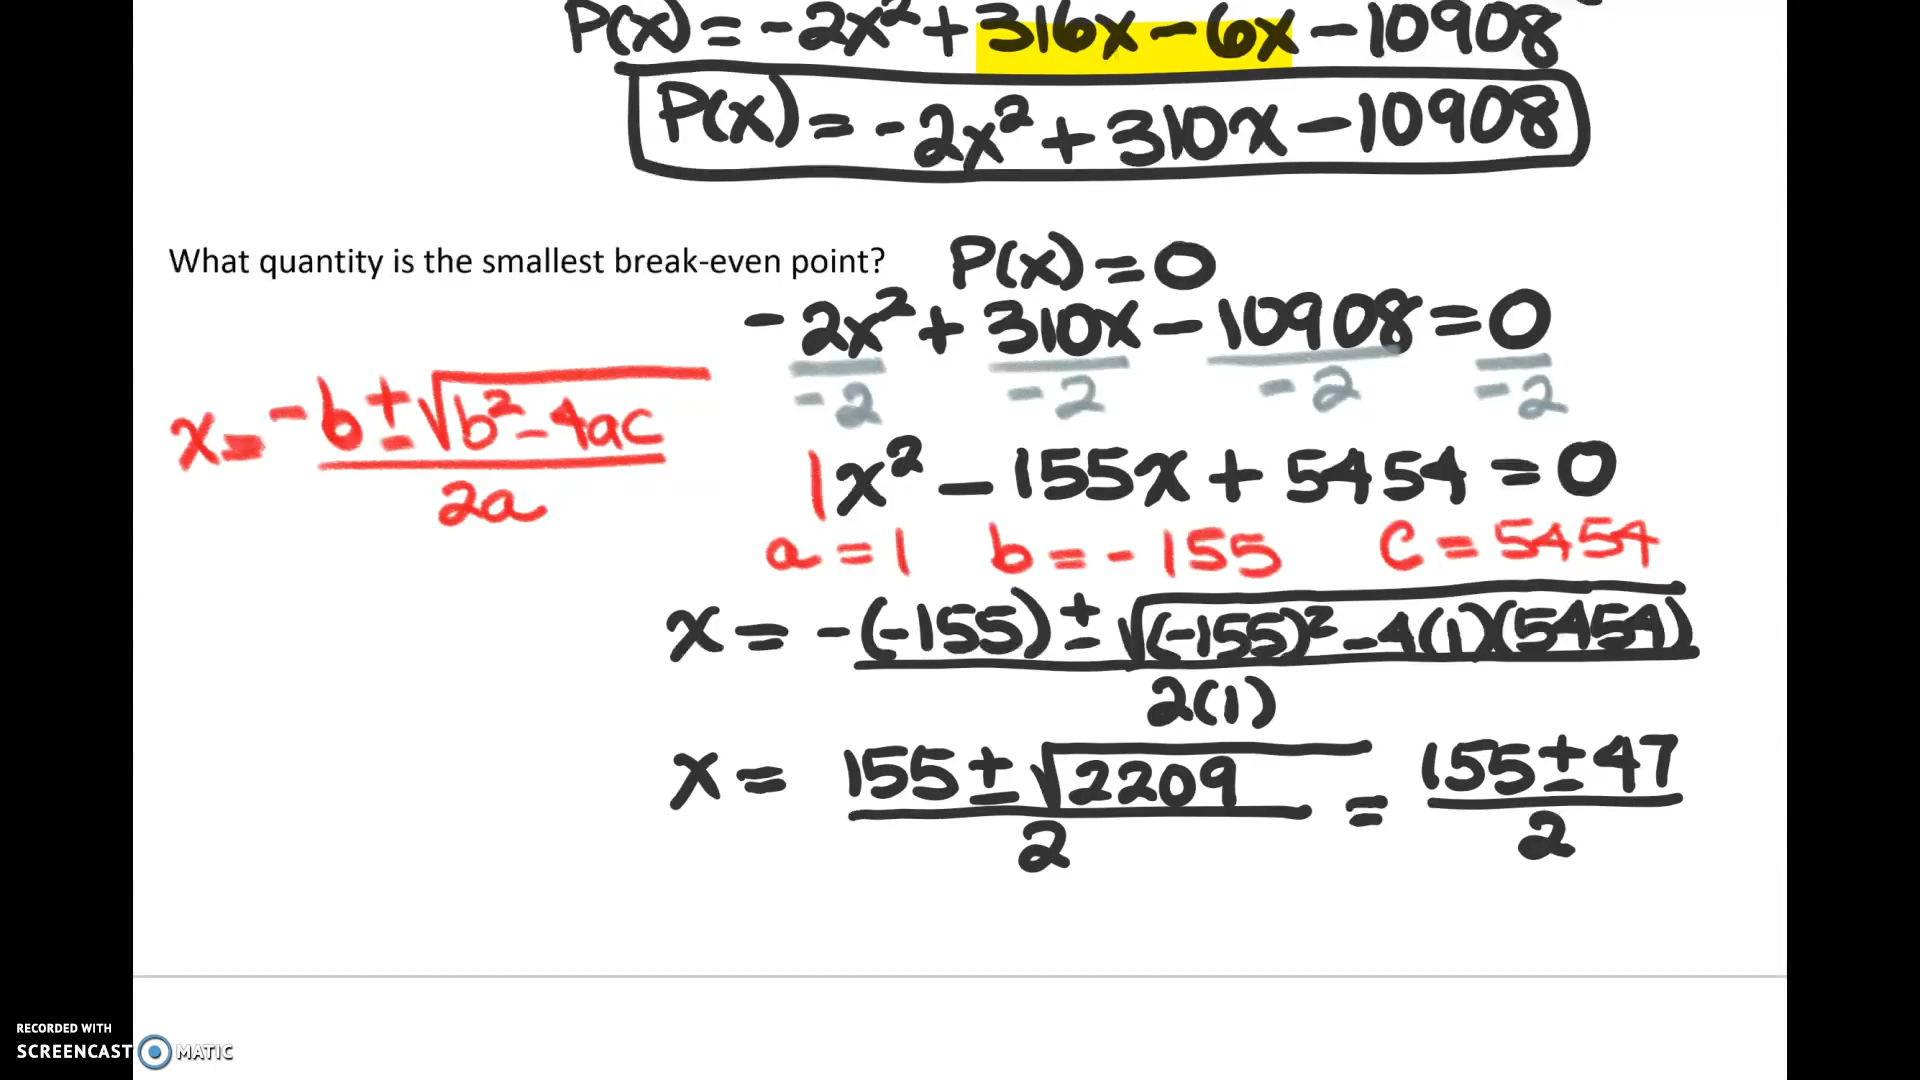 P(x) = -2x² + 316x - 6x - 10908
P(x) = -2x² + 310x - 10908
What quantity is the smallest break-even point? P(x) = 0
-2x² + 310x - 10908 = 0
-2 -2 -2 -2
x = -b ± √b² - 4ac
2a
1x² - 155x + 5454 = 0
a = 1 b = -155 c = 5454
x = -(-155) ± √(-155)² - 4(1)(5454)
2(1)
x = 155 ± √2209 = 155 ± 47
2 2
RECORDED WITH
SCREENCAST MATIC